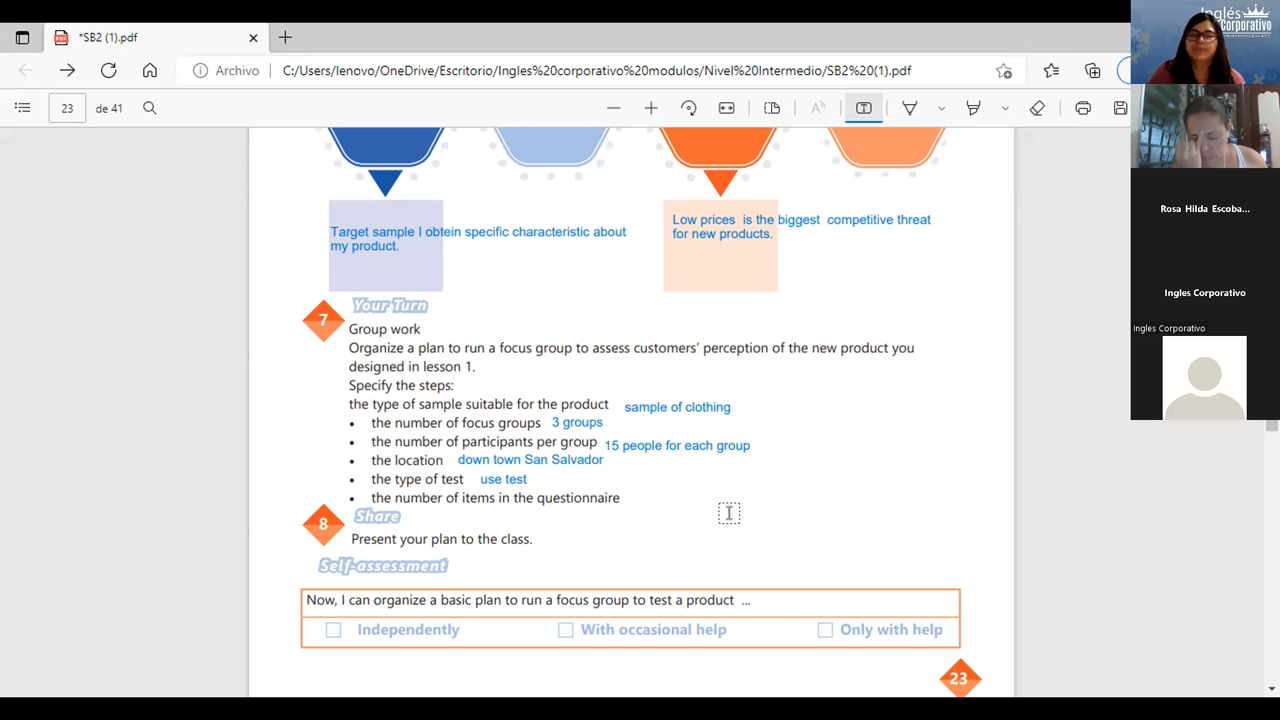 *SB2 (1).pdf
Archivo
C:/Users/lenovo/OneDrive/Escritorio/Ingles%20corporativo%20modulos/Nivel%20Intermedio/SB2%20(1).pdf
23
de 41
Inglés
Corporativo
Rosa Hilda Escoba...
Ingles Corporativo
Ingles Corporativo
Target sample I obtein specific characteristic about
my product.
Low prices is the biggest competitive threat
for new products.
7
Your Turn
Group work
Organize a plan to run a focus group to assess customers' perception of the new product you
designed in lesson 1.
Specify the steps:
the type of sample suitable for the product sample of clothing
• the number of focus groups 3 groups
• the number of participants per group 15 people for each group
• the location down town San Salvador
• the type of test use test
• the number of items in the questionnaire
8
Share
Present your plan to the class.
Self-assessment
Now, I can organize a basic plan to run a focus group to test a product ...
Independently
With occasional help
Only with help
23